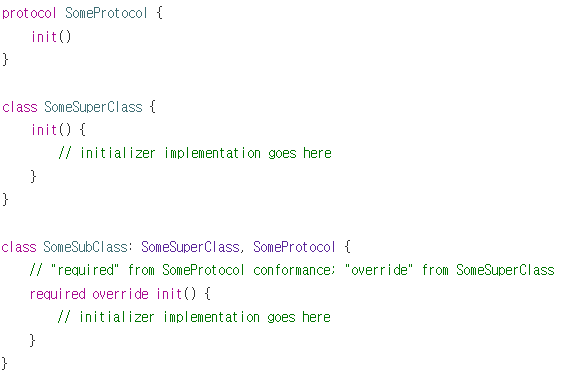 protocol SomeProtocol {
    init()
}

class SomeSuperClass {
    init() {
        // initializer implementation goes here
    }
}

class SomeSubClass: SomeSuperClass, SomeProtocol {
    // "required" from SomeProtocol conformance; "override" from SomeSuperClass
    required override init() {
        // initializer implementation goes here
    }
}